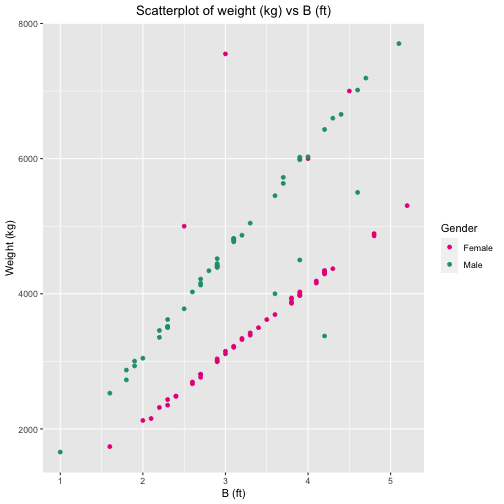 Scatterplot of weight (kg) vs B (ft)
8000
6000
4000
2000
Weight (kg)
1 2 3 4 5
B (ft)
Gender
Female
Male